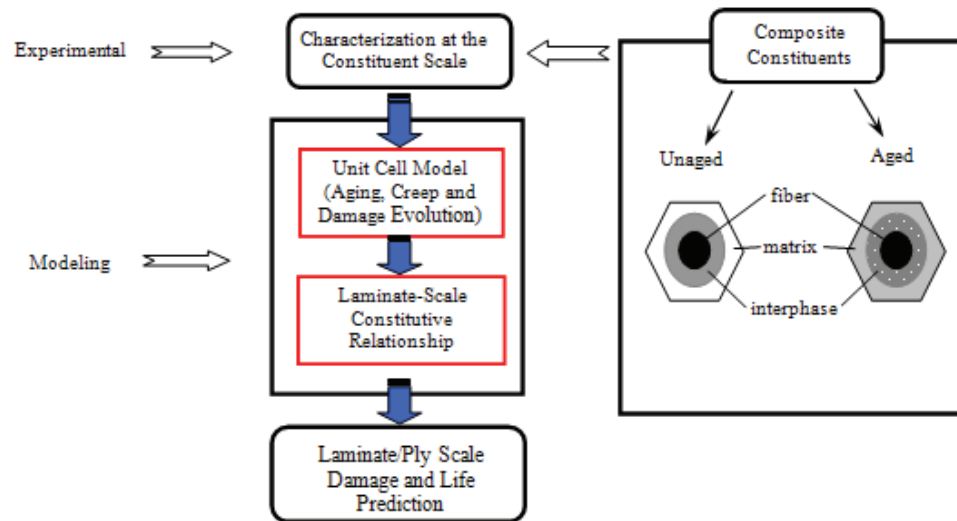 Experimental
Characterization at the
Constituent Scale
Composite
Constituents
Unaged
Aged
Unit Cell Model
(Aging, Creep and
Damage Evolution)
fiber
matrix
interphase
Modeling
Laminate-Scale
Constitutive
Relationship
Laminate/Ply Scale
Damage and Life
Prediction